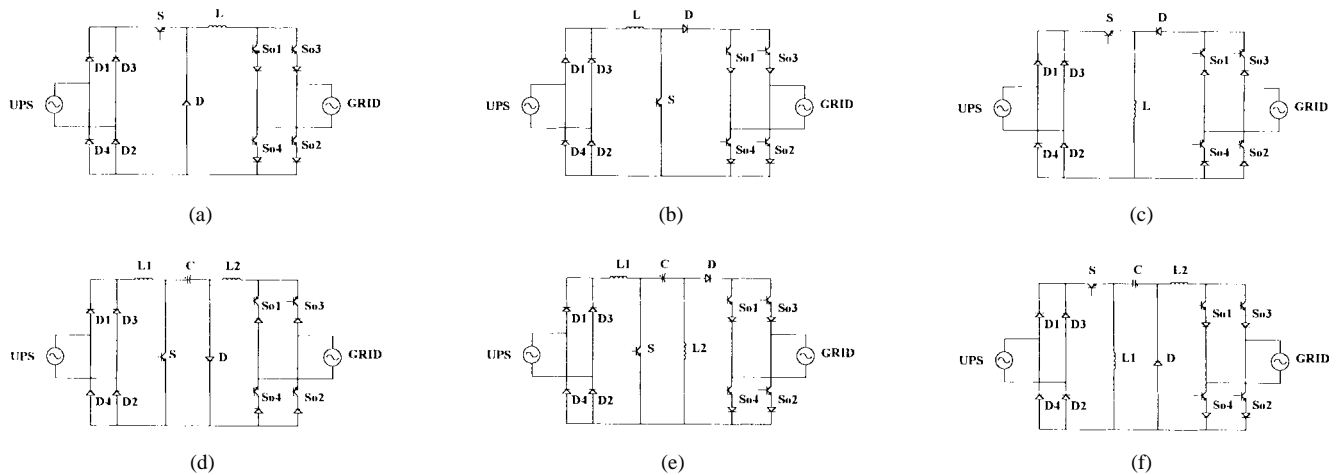 S L
So1 So3
D1 D3
D
UPS GRID
D4 D2
So4 So2
(a)
L D
So1 So3
D1 D3
S
UPS GRID
D4 D2
So4 So2
(b)
S D
So1 So3
D1 D3
L
UPS GRID
D4 D2
So4 So2
(c)
L1 C L2
So1 So3
D1 D3
S D
UPS GRID
D4 D2
So4 So2
(d)
L1 C D
So1 So3
D1 D3
S L2
UPS GRID
D4 D2
So4 So2
(e)
S C L2
So1 So3
D1 D3
L1 D
UPS GRID
D4 D2
So4 So2
(f)